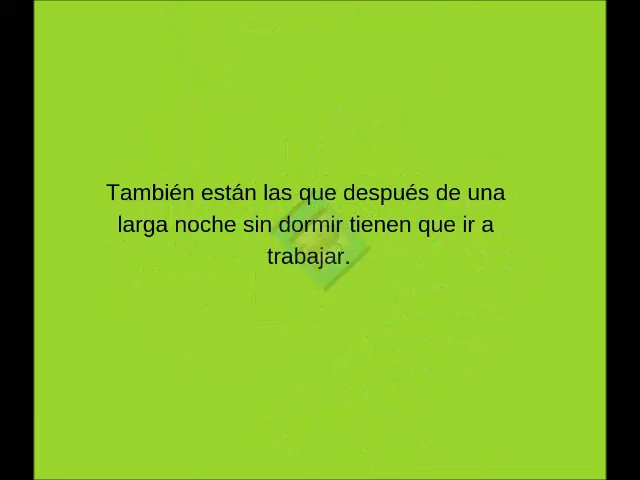 También están las que después de una
larga noche sin dormir tienen que ir a
trabajar.